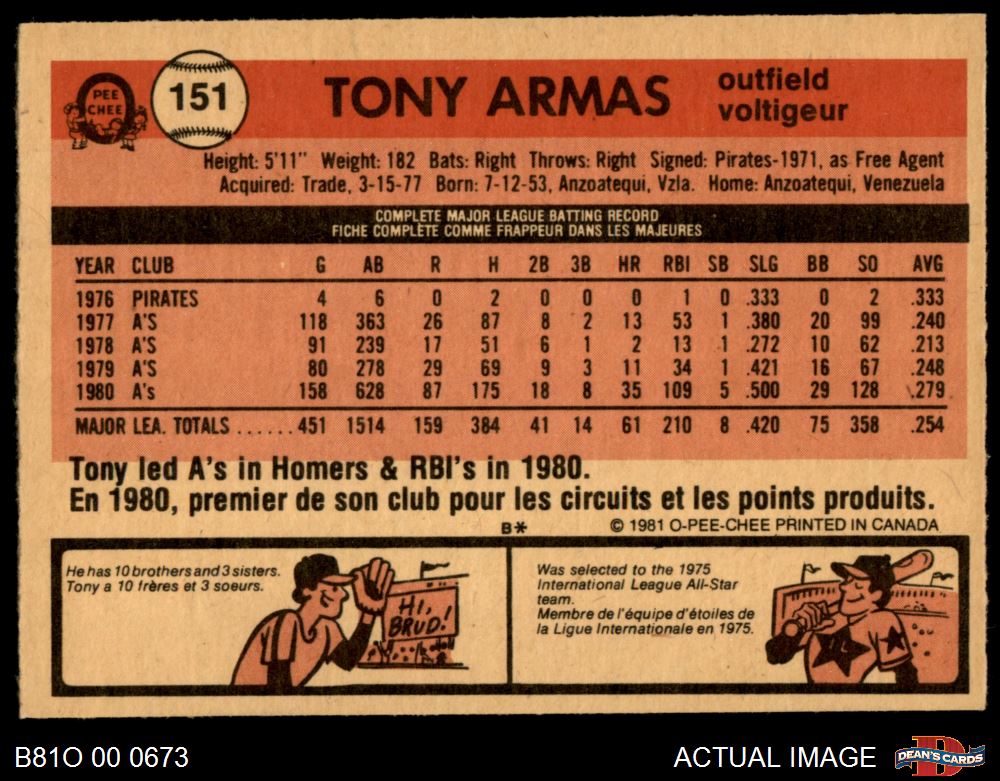 PEE CHEE
151
TONY ARMAS
outfield
voltigeur
Height: 5'11" Weight: 182 Bats: Right Throws: Right Signed: Pirates-1971, as Free Agent
Acquired: Trade, 3-15-77 Born: 7-12-53, Anzoatequi, Vzla. Home: Anzoatequi, Venezuela
COMPLETE MAJOR LEAGUE BATTING RECORD
FICHE COMPLÈTE COMME FRAPPEUR DANS LES MAJEURES
YEAR CLUB G AB R H 2B 3B HR RBI SB SLG BB SO AVG
1976 PIRATES 4 6 0 2 0 0 0 1 0 .333 0 2 .333
1977 A'S 118 363 26 87 8 2 13 53 1 .380 20 99 .240
1978 A'S 91 239 17 51 6 1 2 13 1 .272 10 62 .213
1979 A'S 80 278 29 69 9 3 11 34 1 .421 16 67 .248
1980 A's 158 628 87 175 18 8 35 109 5 .500 29 128 .279
MAJOR LEA. TOTALS ......451 1514 159 384 41 14 61 210 8 .420 75 358 .254
Tony led A's in Homers & RBI's in 1980.
En 1980, premier de son club pour les circuits et les points produits.
B* © 1981 O-PEE-CHEE PRINTED IN CANADA
He has 10 brothers and 3 sisters.
Tony a 10 frères et 3 soeurs.
HI,
BRUD!
Was selected to the 1975
International League All-Star
team.
Membre de l'équipe d'étoiles de
la Ligue Internationale en 1975.
B81O 00 0673
ACTUAL IMAGE
DEAN'S CARDS